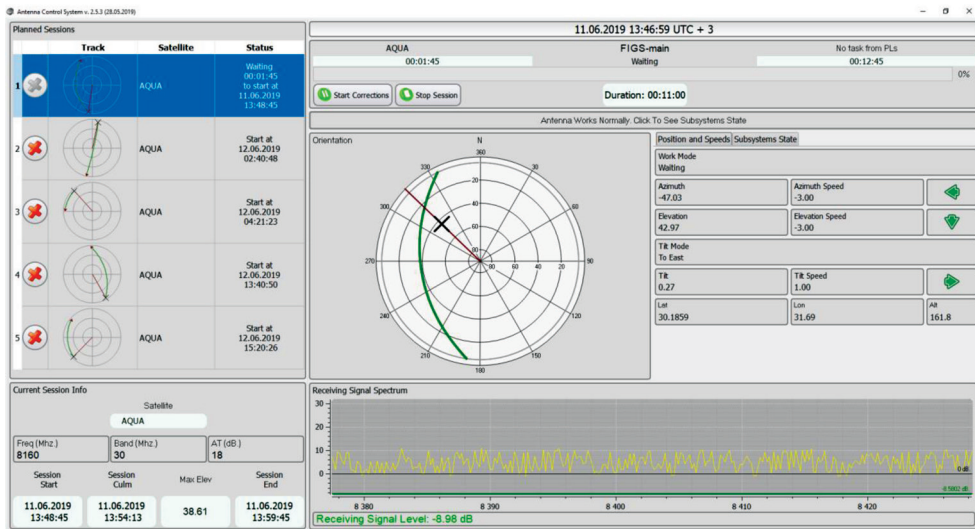 Antenna Control System v. 2.5.3 (28.05.2019)
Planned Sessions
Track Satellite Status
1 AQUA Waiting
00:01:45
to start at
11.06.2019
13:48:45
2 AQUA Start at
12.06.2019
02:40:48
3 AQUA Start at
12.06.2019
04:21:23
4 AQUA Start at
12.06.2019
13:40:50
5 AQUA Start at
12.06.2019
15:20:26
Current Session Info
Satellite
AQUA
Freq (Mhz.) Band (Mhz.) AT (dB.)
8160 30 18
Session Start Session Culm Max Elev Session End
11.06.2019 11.06.2019 38.61 11.06.2019
13:48:45 13:54:13 13:59:45
11.06.2019 13:46:59 UTC + 3
AQUA FIGS-main No task from PLs
00:01:45 Waiting 00:12:45
0%
Start Corrections Stop Session Duration: 00:11:00
Antenna Works Normally. Click To See Subsystems State
Orientation
N
360
330 30
300 60
270 90
120
210 150
180
20
40
60
80
80 60 40 20
Position and Speeds Subsystems State
Work Mode
Waiting
Azimuth Azimuth Speed
-47.03 -3.00
Elevation Elevation Speed
42.97 -3.00
Tilt Mode
To East
Tilt Tilt Speed
0.27 1.00
Lat Lon Alt
30.1859 31.69 161.8
Receiving Signal Spectrum
30
20
10
0
0 dB
8 380 8 390 8 400 8 410 8 420
Receiving Signal Level: -8.98 dB